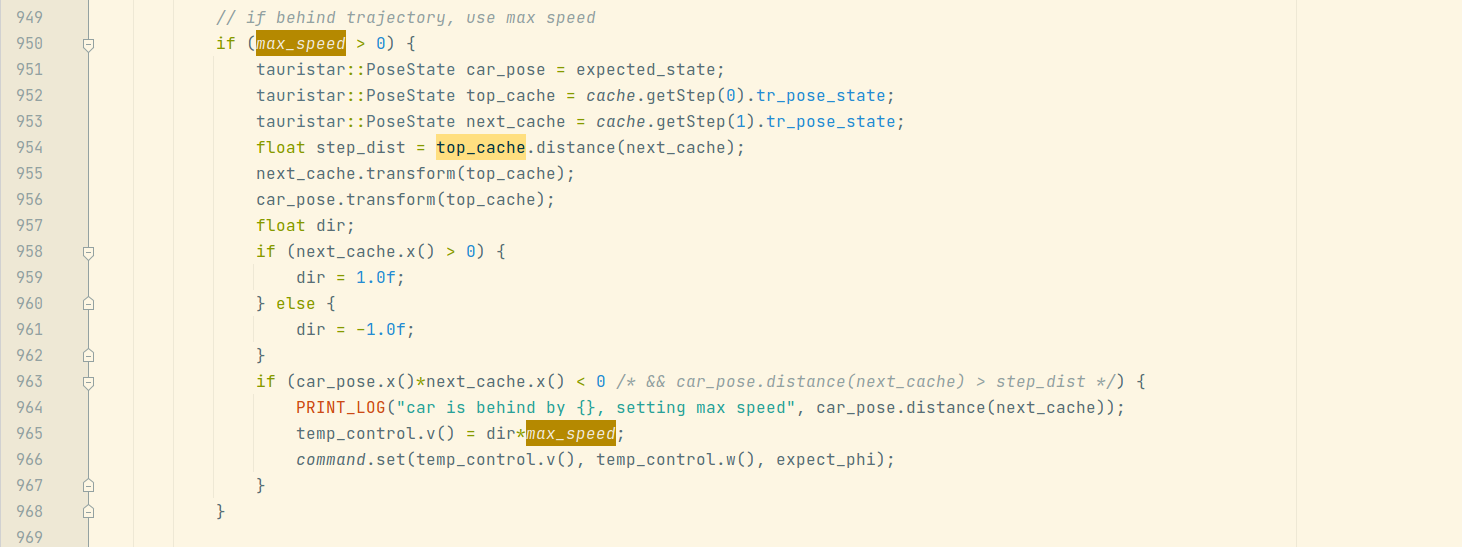 949 // if behind trajectory, use max speed
950 if (max_speed > 0) {
951 tauristar::PoseState car_pose = expected_state;
952 tauristar::PoseState top_cache = cache.getStep(0).tr_pose_state;
953 tauristar::PoseState next_cache = cache.getStep(1).tr_pose_state;
954 float step_dist = top_cache.distance(next_cache);
955 next_cache.transform(top_cache);
956 car_pose.transform(top_cache);
957 float dir;
958 if (next_cache.x() > 0) {
959 dir = 1.0f;
960 } else {
961 dir = -1.0f;
962 }
963 if (car_pose.x()*next_cache.x() < 0 /* && car_pose.distance(next_cache) > step_dist */) {
964 PRINT_LOG("car is behind by {}, setting max speed", car_pose.distance(next_cache));
965 temp_control.v() = dir*max_speed;
966 command.set(temp_control.v(), temp_control.w(), expect_phi);
967 }
968 }
969